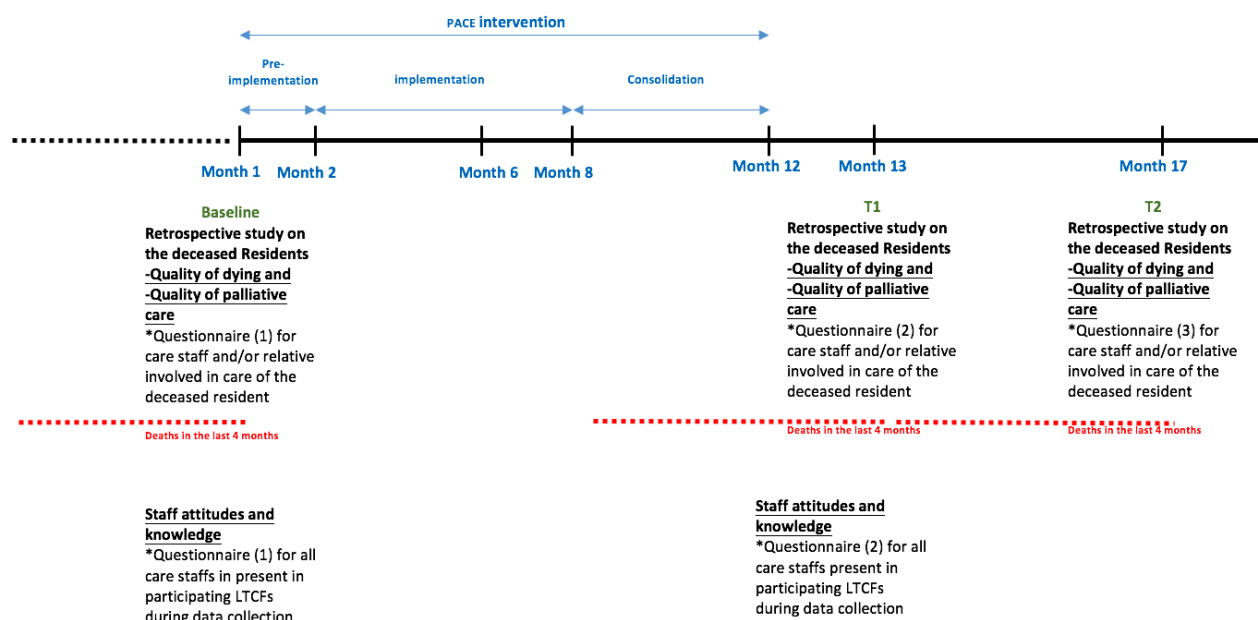 PACE intervention
Pre-
implementation
implementation
Consolidation
Month 1
Month 2
Month 6
Month 8
Month 12
Month 13
Month 17
Baseline
Retrospective study on
the deceased Residents
-Quality of dying and
-Quality of palliative
care
*Questionnaire (1) for
care staff and/or relative
involved in care of the
deceased resident
Deaths in the last 4 months
T1
Retrospective study on
the deceased Residents
-Quality of dying and
-Quality of palliative
care
*Questionnaire (2) for
care staff and/or relative
involved in care of the
deceased resident
Deaths in the last 4 months
T2
Retrospective study on
the deceased Residents
-Quality of dying and
-Quality of palliative
care
*Questionnaire (3) for
care staff and/or relative
involved in care of the
deceased resident
Deaths in the last 4 months
Staff attitudes and
knowledge
*Questionnaire (1) for all
care staffs in present in
participating LTCFs
during data collection
Staff attitudes and
knowledge
*Questionnaire (2) for all
care staffs present in
participating LTCFs
during data collection